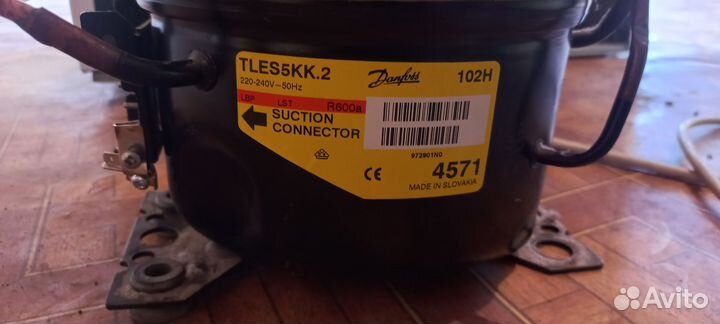 TLES5KK.2
Danfoss
102H
220-240V~50Hz
LBP LST R600a
SUCTION
CONNECTOR
972901N0
CE
4571
MADE IN SLOVAKIA
Avito